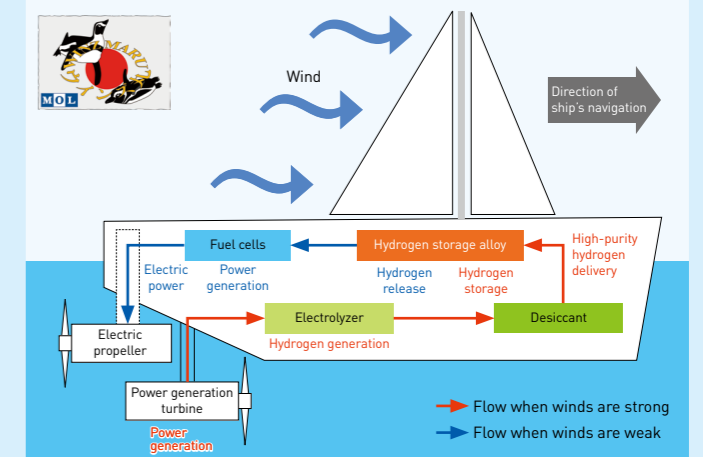 WINZ MARU
MOL
Wind
Direction of
ship's navigation
Fuel cells
Hydrogen storage alloy
High-purity
hydrogen
delivery
Electric
power
Power
generation
Hydrogen
release
Hydrogen
storage
Electrolyzer
Desiccant
Hydrogen generation
Electric
propeller
Power generation
turbine
Power
generation
Flow when winds are strong
Flow when winds are weak